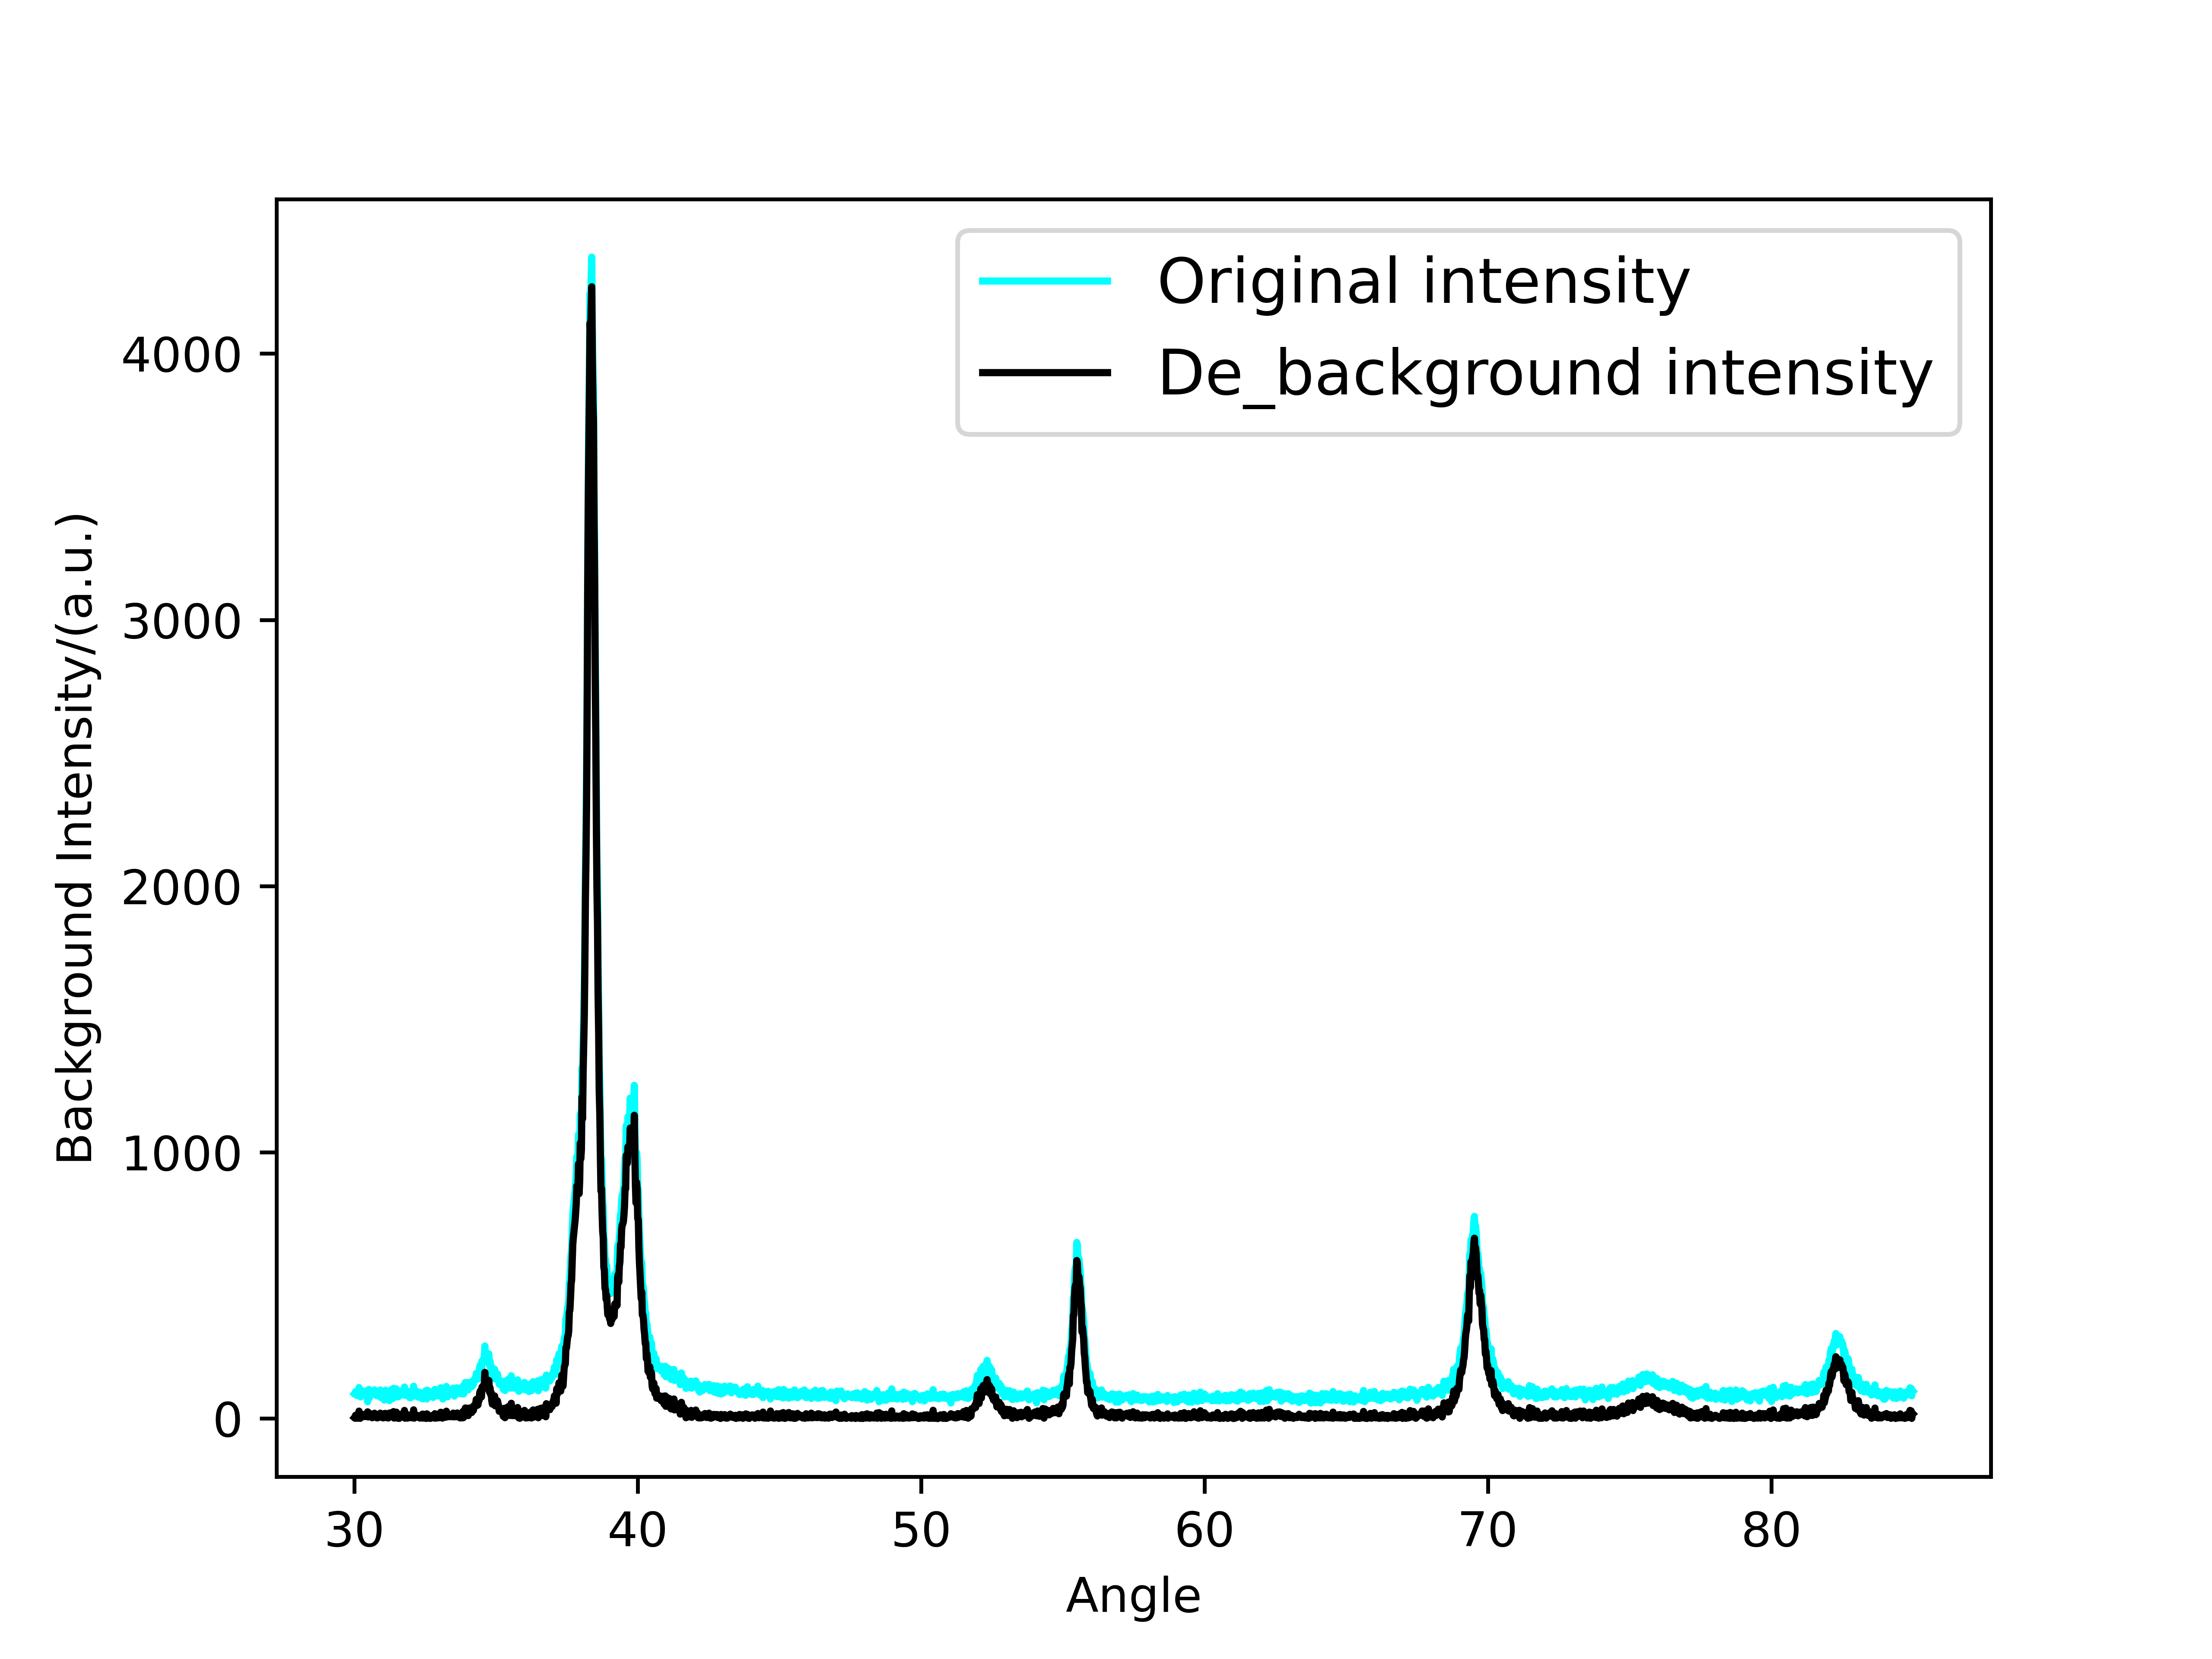 Original intensity
De_background intensity
4000
3000
2000
1000
0
Background Intensity/(a.u.)
30 40 50 60 70 80
Angle